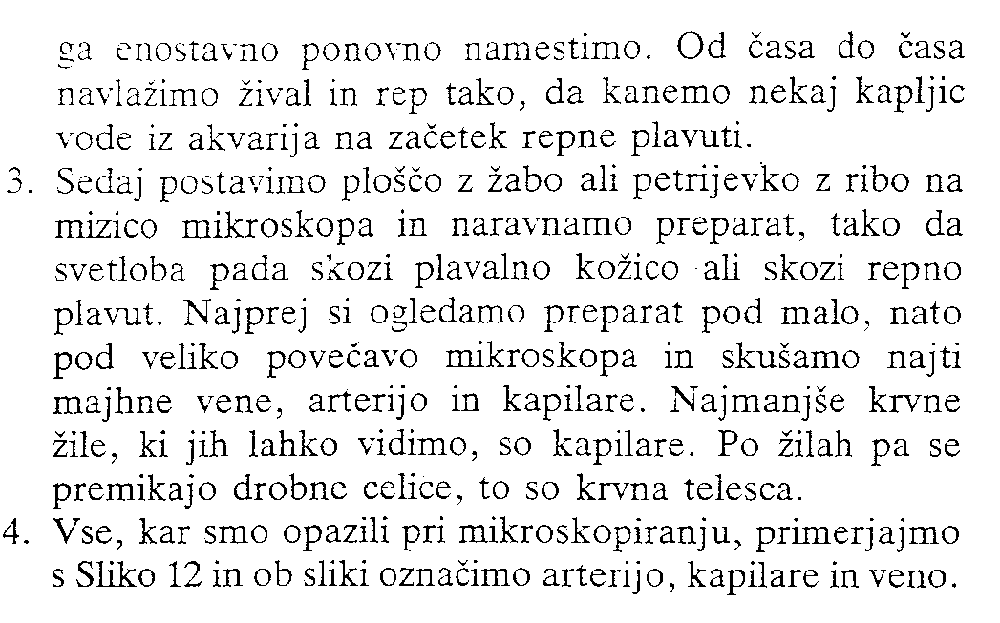 ga enostavno ponovno namestimo. Od časa do časa
navlažimo žival in rep tako, da kanemo nekaj kapljic
vode iz akvarija na začetek repne plavuti.
3. Sedaj postavimo ploščo z žabo ali petrijevko z ribo na
mizico mikroskopa in naravnamo preparat, tako da
svetloba pada skozi plavalno kožico ali skozi repno
plavut. Najprej si ogledamo preparat pod malo, nato
pod veliko povečavo mikroskopa in skušamo najti
majhne vene, arterijo in kapilare. Najmanjše krvne
žile, ki jih lahko vidimo, so kapilare. Po žilah pa se
premikajo drobne celice, to so krvna telesca.
4. Vse, kar smo opazili pri mikroskopiranju, primerjajmo
s Sliko 12 in ob sliki označimo arterijo, kapilare in veno.